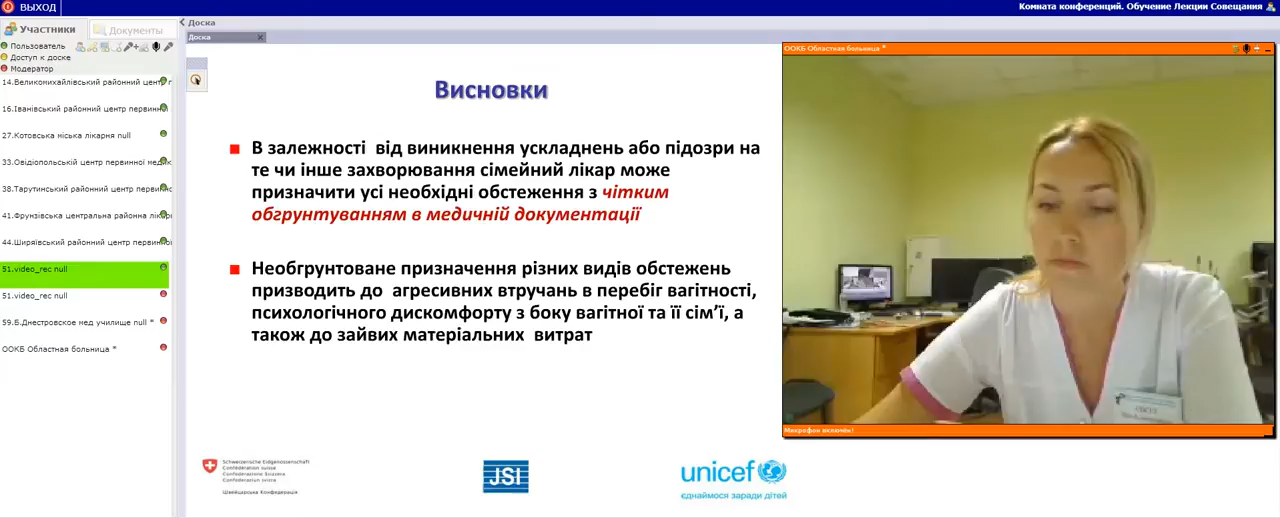 ВЫХОД
Комната конференций. Обучение Лекции Совещания
Участники
Документы
Доска
Доска
Пользователь
Доступ к доске
Модератор
14.Великомихайлівський районний центр п
16.Іванівський районний центр первинної
27.Котовська міська лікарня null
33.Овідіопольський центр первинної медик
38.Тарутинський районний центр первинно
41.Фрунзівська центральна районна лікар
44.Ширяївський районний центр первинної
51.video_rec null
51.video_rec null
59.Б.Днестровское мед училище null *
ООКБ Областная больница *
Висновки
В залежності від виникнення ускладнень або підозри на
те чи інше захворювання сімейний лікар може
призначити усі необхідні обстеження з чітким
обгрунтуванням в медичній документації
Необгрунтоване призначення різних видів обстежень
призводить до агресивних втручань в перебіг вагітності,
психологічного дискомфорту з боку вагітної та її сім’ї, а
також до зайвих матеріальних витрат
Schweizerische Eidgenossenschaft
Confédération suisse
Confederazione Svizzera
Confederaziun svizra
Швейцарська Конфедерація
JSI
unicef
єднаймося заради дітей
ООКБ Областная больница *
Микрофон включен!